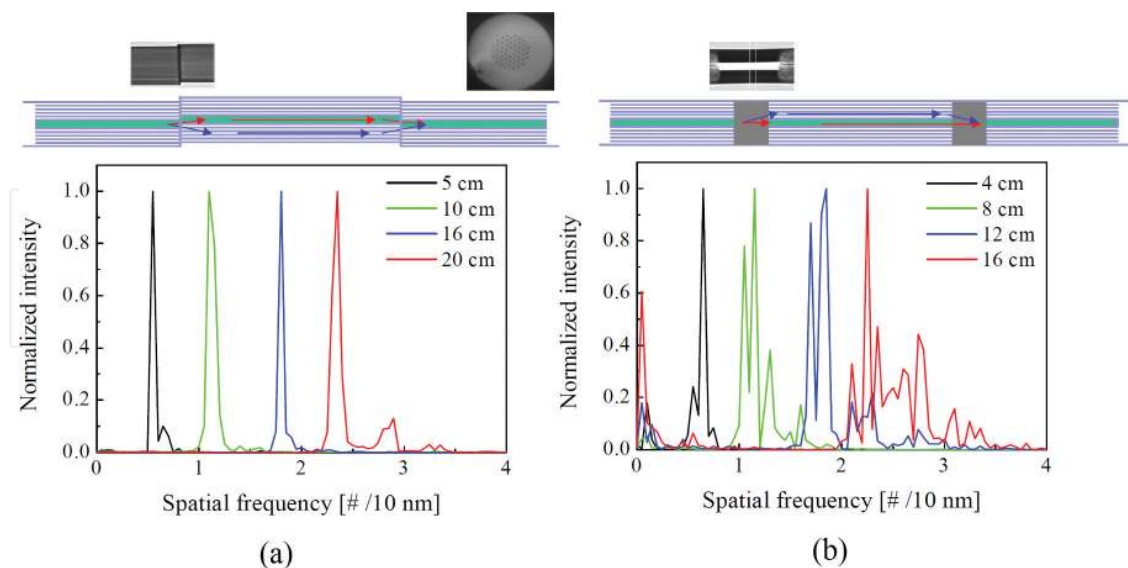 1.0
0.8
0.6
0.4
0.2
0.0
Normalized intensity
5 cm
10 cm
16 cm
20 cm
0 1 2 3 4
Spatial frequency [# /10 nm]
(a)
1.0
0.8
0.6
0.4
0.2
0.0
Normalized intensity
4 cm
8 cm
12 cm
16 cm
0 1 2 3 4
Spatial frequency [# /10 nm]
(b)